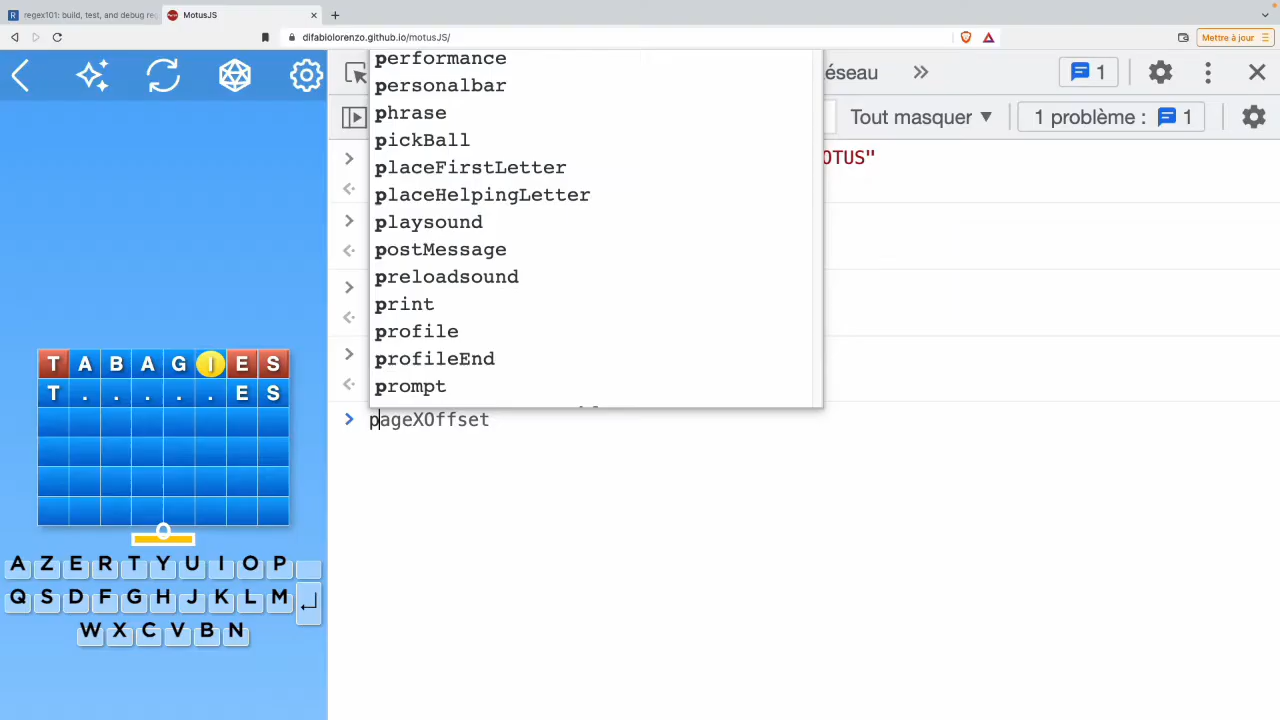 regex101: build, test, and debug re
MotusJS
difabiolorenzo.github.io/motusJS/
Mettre à jour
éseau
1
Tout masquer
1 problème :
1
performance
personalbar
phrase
pickBall
placeFirstLetter
placeHelpingLetter
playsound
postMessage
preloadsound
print
profile
profileEnd
prompt
OTUS"
pageXOffset
T A B A G I E S
T . . . . . E S
A Z E R T Y U I O P
Q S D F G H J K L M
W X C V B N